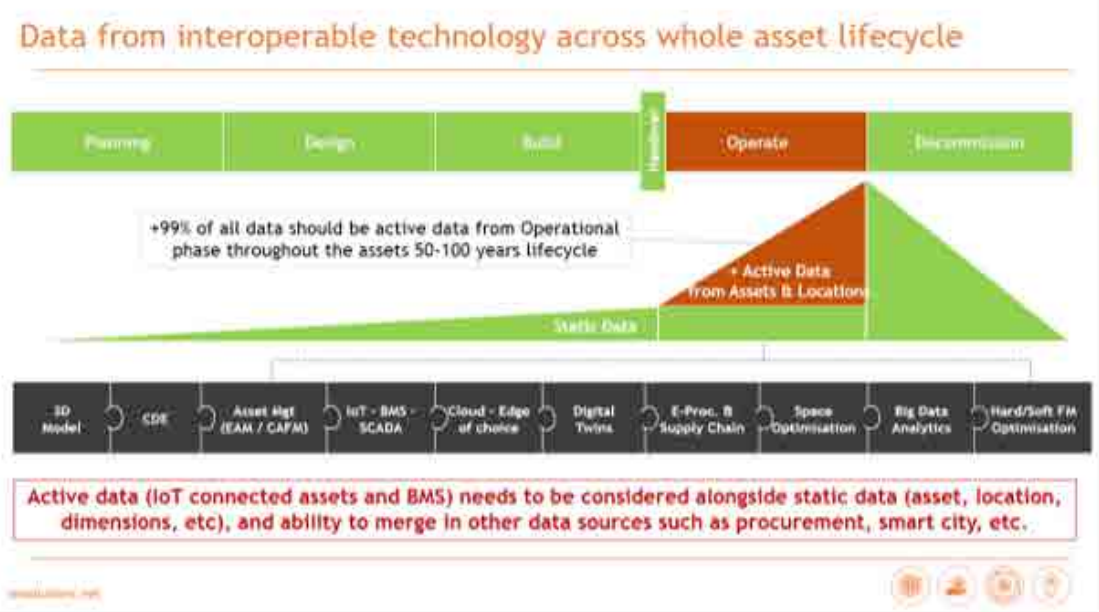 Data from interoperable technology across whole asset lifecycle
Planning
Design
Build
Handover
Operate
Decommission
+99% of all data should be active data from Operational
phase throughout the assets 50-100 years lifecycle
+ Active Data
from Assets & Locations
Static Data
3D
Model
CDE
Asset Mgt
(EAM / CAFM)
IoT - BMS -
SCADA
Cloud - Edge
of choice
Digital
Twins
E-Proc. &
Supply Chain
Space
Optimisation
Big Data
Analytics
Hard/Soft FM
Optimisation
Active data (IoT connected assets and BMS) needs to be considered alongside static data (asset, location,
dimensions, etc), and ability to merge in other data sources such as procurement, smart city, etc.